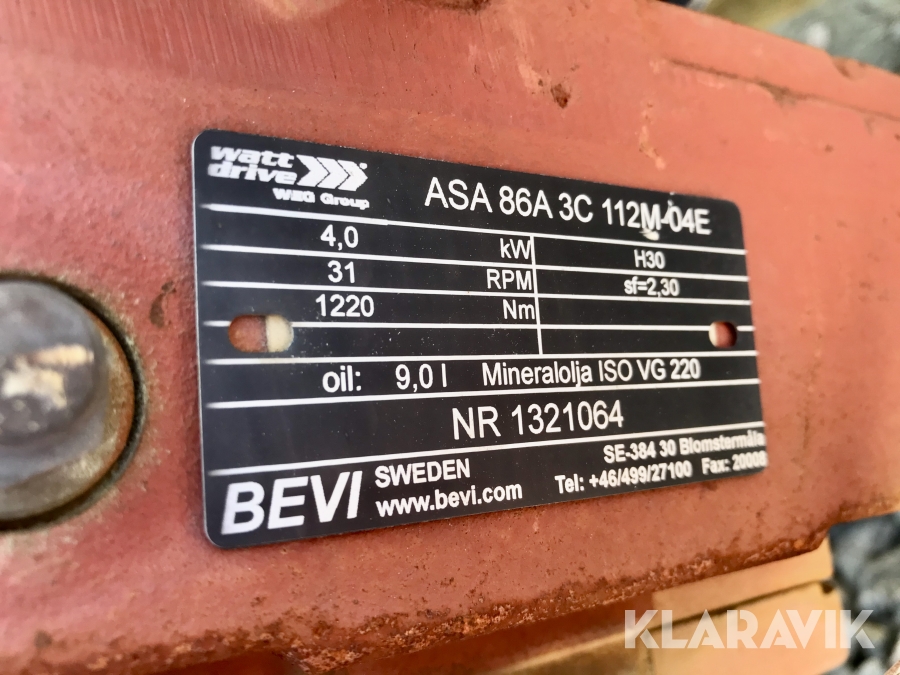 watt
drive
WEG Group
ASA 86A 3C 112M-04E
4,0 kW H30
31 RPM sf=2,30
1220 Nm
oil: 9,0 l Mineralolja ISO VG 220
NR 1321064
BEVI SWEDEN SE-384 30 Blomstermåla
www.bevi.com Tel: +46/499/27100 Fax: 20008
KLARAVIK